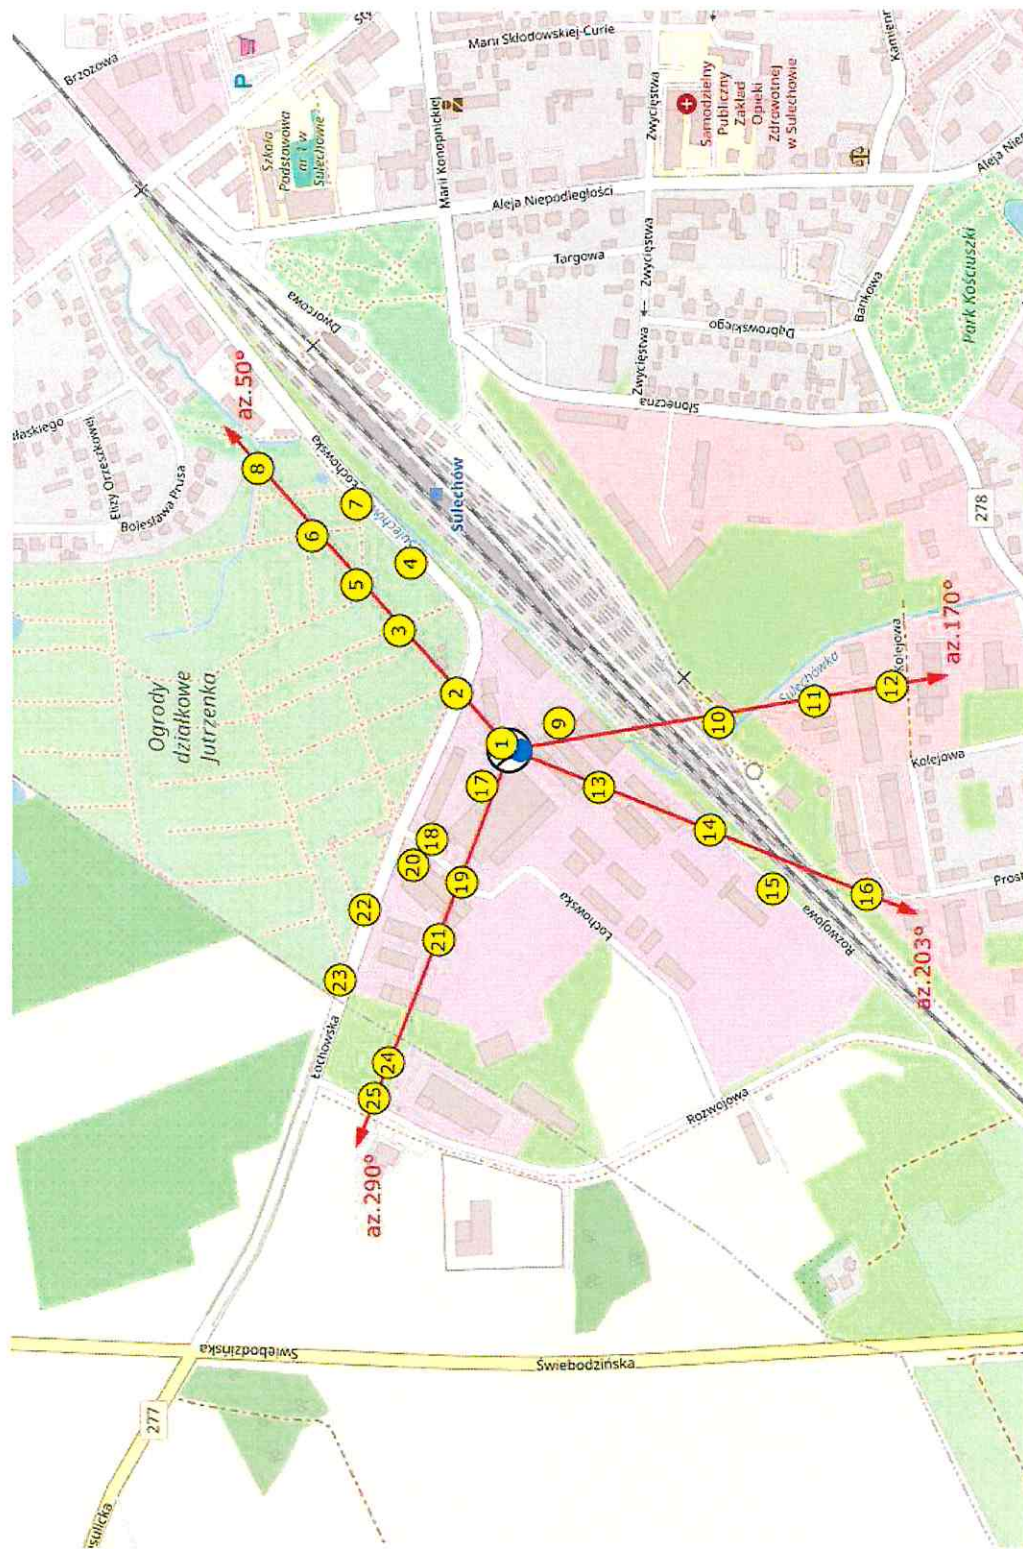 Brzozowa
P
Szkoła
Podstawowa
nr 1 w
Sulechowie
Marii Skłodowskiej-Curie
Marii Konopnickiej
Zwycięstwa
Samodzielny
Publiczny
Zakład
Opieki
Zdrowotnej
w Sulechowie
Aleja Niepodległości
Aleja
Targowa
Zwycięstwa
Zwycięstwa
Dąbrowskiego
Bankowa
Park Kościuszki
Słoneczna
Dworcowa
Elizy Orzeszkowej
Bolesława Prusa
az.50°
Łochowska
Sulechów
8
7
6
5
4
3
2
1
9
10
11
12
Kolejowa
az.170°
278
Sulechówka
Kolejowa
Ogrody
działkowe
Jutrzenka
17
13
14
15
16
az.203°
18
20
19
21
22
23
24
25
az.290°
Łochowska
Łochowska
Rozwojowa
Rozwojowa
Świebodzińska
Świebodzińska
277